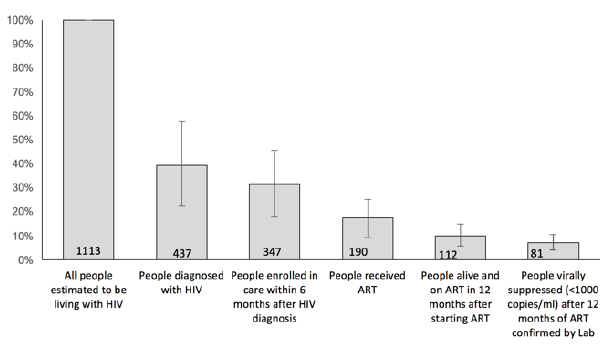 100%
90%
80%
70%
60%
50%
40%
30%
20%
10%
0%
1113
437
347
190
112
81
All people
estimated to be
living with HIV
People diagnosed
with HIV
People enrolled in
care within 6
months after HIV
diagnosis
People received
ART
People alive and
on ART in 12
months after
starting ART
People virally
suppressed (<1000
copies/ml) after 12
months of ART
confirmed by Lab